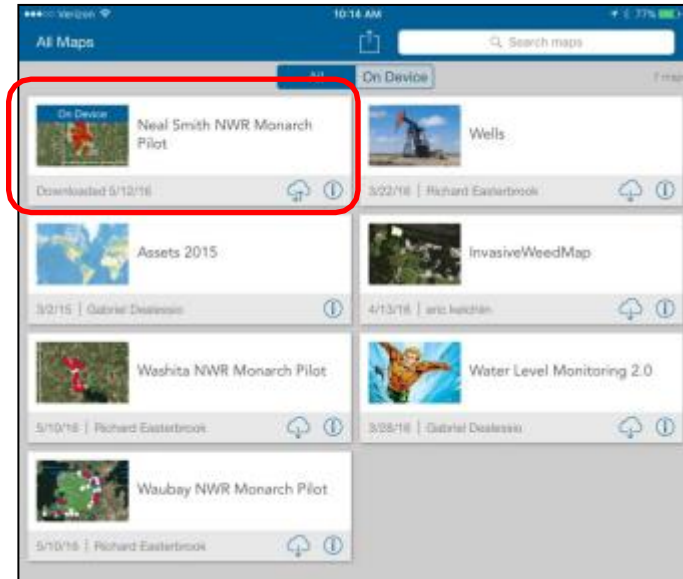 Verizon 10:14 AM 77%
All Maps Search maps
All On Device 7 maps
On Device
Neal Smith NWR Monarch
Pilot
Downloaded 5/12/16
Wells
3/22/16 | Richard Easterbrook
Assets 2015
3/2/15 | Gabriel Dealessio
InvasiveWeedMap
4/13/16 | eric kelchlin
Washita NWR Monarch Pilot
5/10/16 | Richard Easterbrook
Water Level Monitoring 2.0
3/28/16 | Gabriel Dealessio
Waubay NWR Monarch Pilot
5/10/16 | Richard Easterbrook